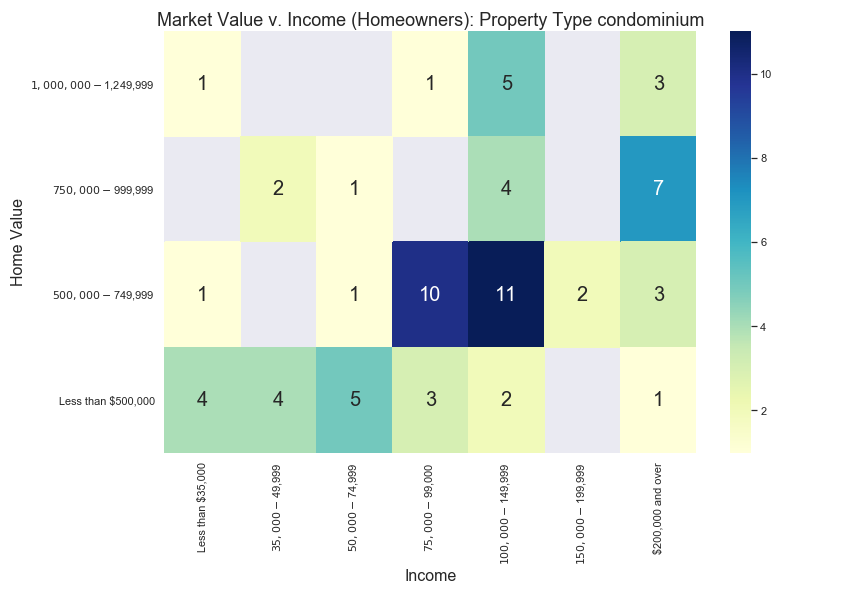 Market Value v. Income (Homeowners): Property Type condominium
Home Value
1,000,000 − 1,249,999
1 1 5 3
750,000 − 999,999
2 1 4 7
500,000 − 749,999
1 1 10 11 2 3
Less than $500,000
4 4 5 3 2 1
10
8
6
4
2
Less than $35,000
35,000 − 49,999
50,000 − 74,999
75,000 − 99,000
100,000 − 149,999
150,000 − 199,999
$200,000 and over
Income